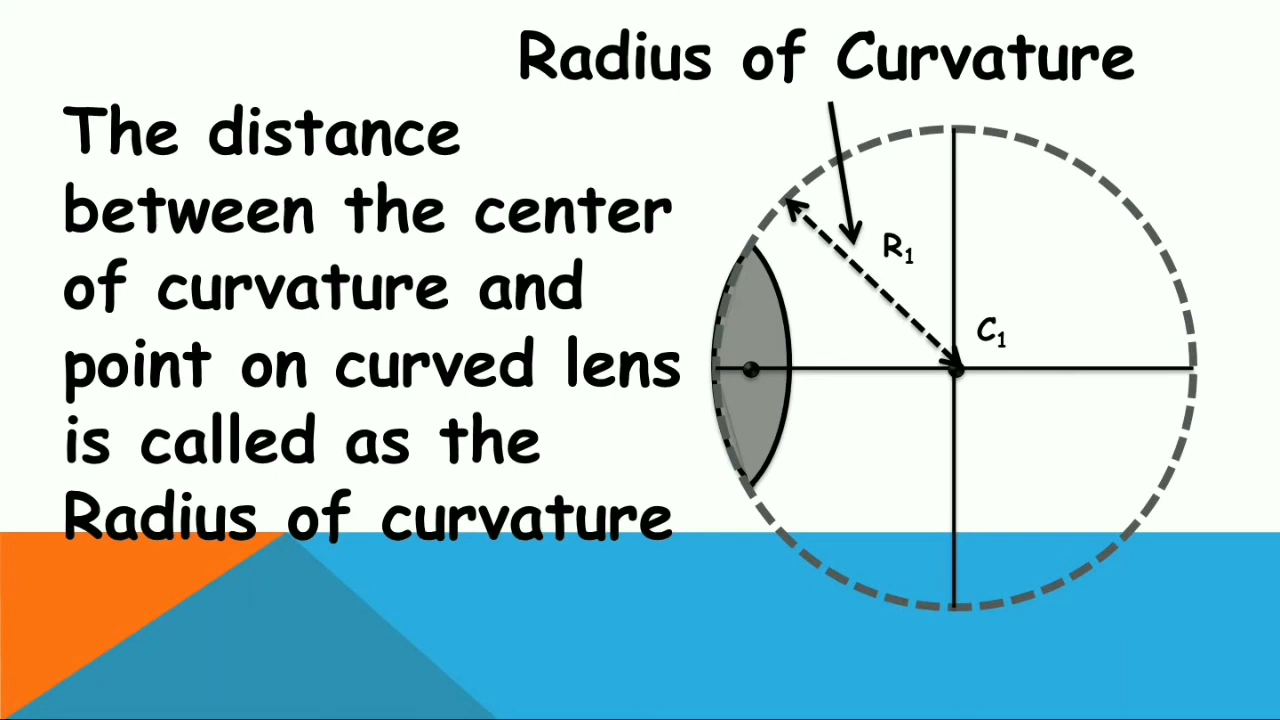 Radius of Curvature
The distance
between the center
of curvature and
point on curved lens
is called as the
Radius of curvature
R₁
C₁